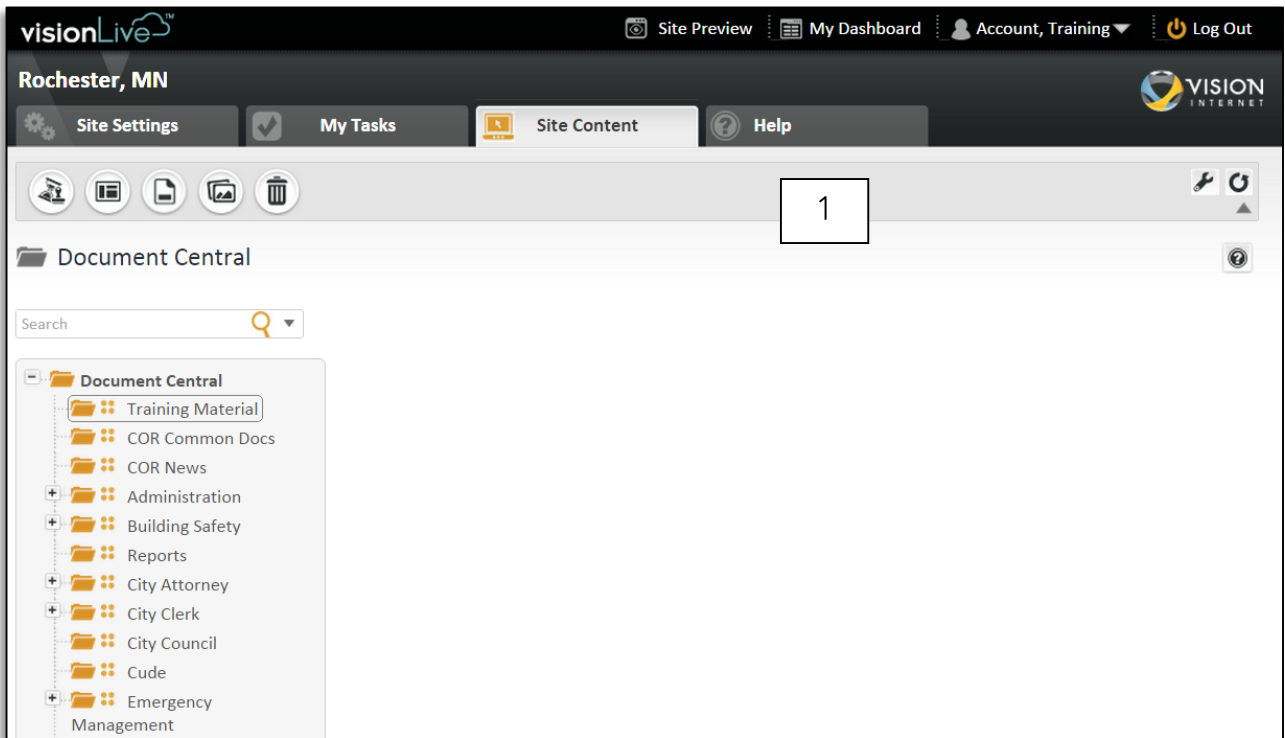 visionLive™ Site Preview My Dashboard Account, Training Log Out
Rochester, MN
VISION
INTERNET
Site Settings My Tasks Site Content Help
1
Document Central
Search
Document Central
Training Material
COR Common Docs
COR News
Administration
Building Safety
Reports
City Attorney
City Clerk
City Council
Cude
Emergency
Management